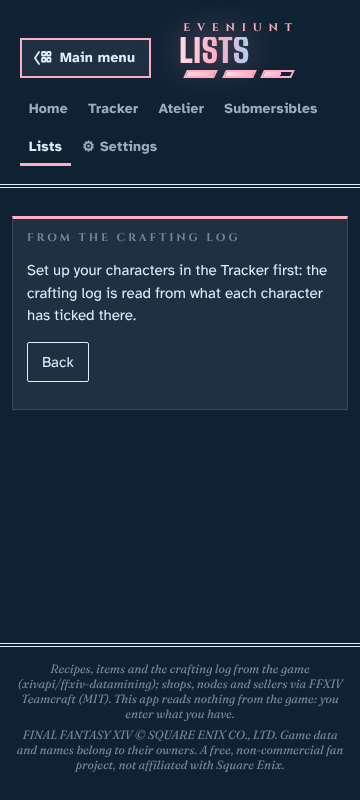 EVENIUNT
LISTS
Main menu
Home Tracker Atelier Submersibles
Lists ⚙ Settings
FROM THE CRAFTING LOG
Set up your characters in the Tracker first: the
crafting log is read from what each character
has ticked there.
Back
Recipes, items and the crafting log from the game
(xivapi/ffxiv-datamining); shops, nodes and sellers via FFXIV
Teamcraft (MIT). This app reads nothing from the game: you
enter what you have.
FINAL FANTASY XIV © SQUARE ENIX CO., LTD. Game data
and names belong to their owners. A free, non-commercial fan
project, not affiliated with Square Enix.